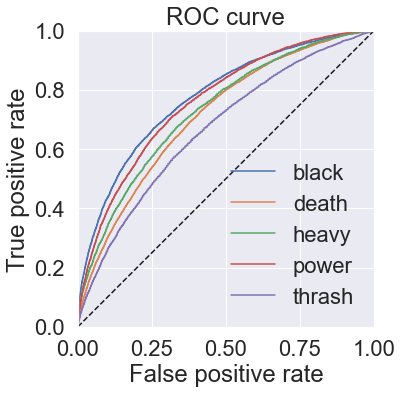 ROC curve
True positive rate
1.0
0.8
0.6
0.4
0.2
0.0
black
death
heavy
power
thrash
0.00 0.25 0.50 0.75 1.00
False positive rate